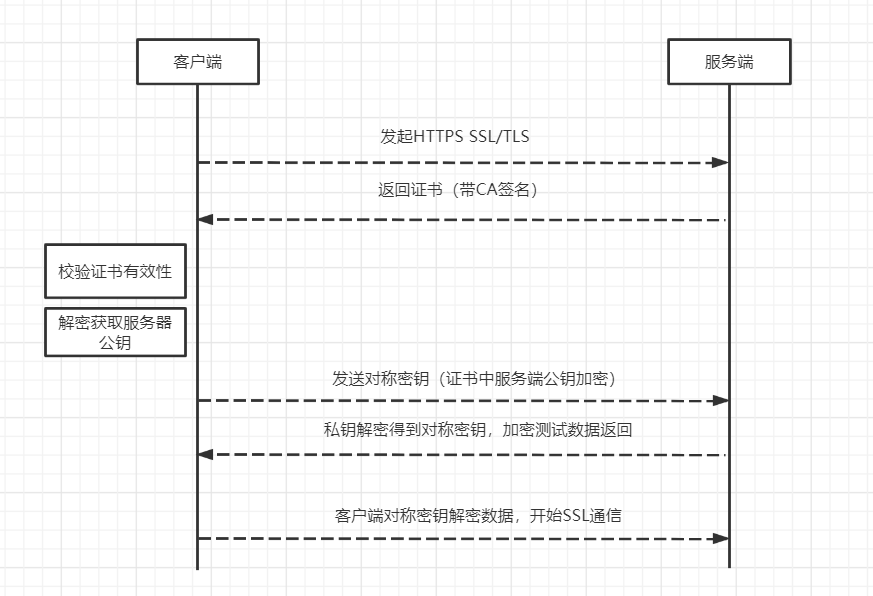 客户端
服务端
发起HTTPS SSL/TLS
返回证书（带CA签名）
校验证书有效性
解密获取服务器
公钥
发送对称密钥（证书中服务端公钥加密）
私钥解密得到对称密钥，加密测试数据返回
客户端对称密钥解密数据，开始SSL通信